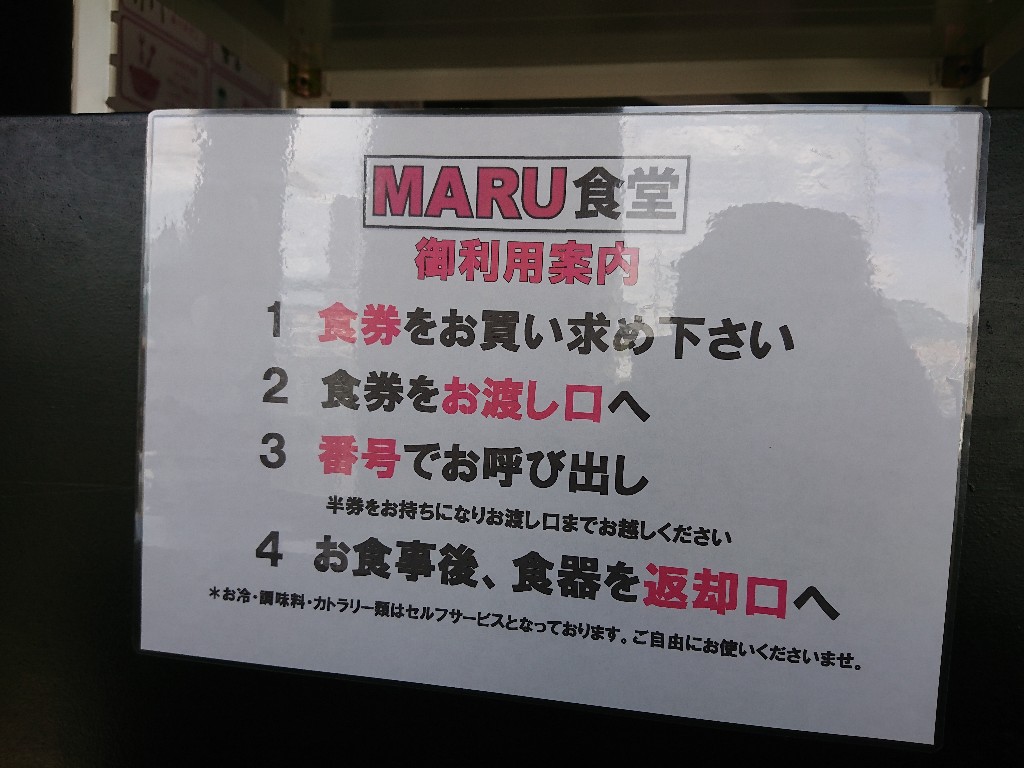 MARU食堂
御利用案内
1 食券をお買い求め下さい
2 食券をお渡し口へ
3 番号でお呼び出し
半券をお持ちになりお渡し口までお越しください
4 お食事後、食器を返却口へ
*お冷・調味料・カトラリー類はセルフサービスとなっております。ご自由にお使いくださいませ。